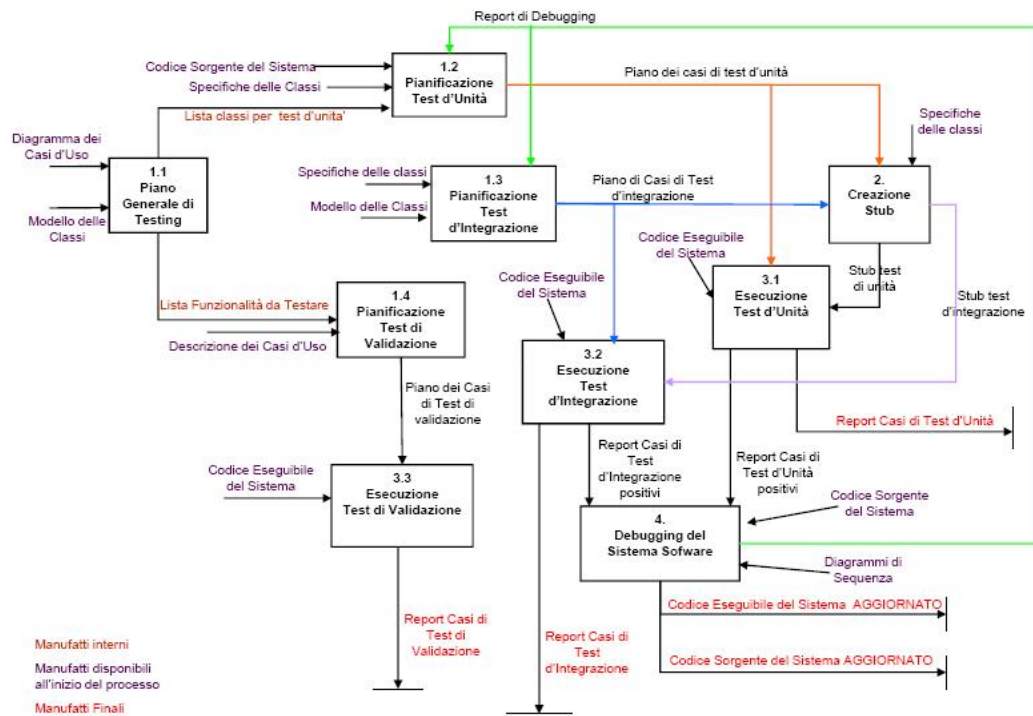 Report di Debugging
1.2
Pianificazione
Test d'Unità
Codice Sorgente del Sistema
Specifiche delle Classi
Lista classi per test d'unita'
Piano dei casi di test d'unità
Specifiche
delle classi
Diagramma dei
Casi d'Uso
1.1
Piano
Generale di
Testing
Modello delle
Classi
Specifiche delle classi
Modello delle Classi
1.3
Pianificazione
Test
d'Integrazione
Piano di Casi di Test
d'integrazione
2.
Creazione
Stub
Codice Eseguibile
del Sistema
3.1
Esecuzione
Test d'Unità
Stub test
di unità
Stub test
d'integrazione
Lista Funzionalità da Testare
1.4
Pianificazione
Test di
Validazione
Descrizione dei Casi d'Uso
Codice Eseguibile
del Sistema
3.2
Esecuzione
Test
d'Integrazione
Piano dei Casi
di Test di
validazione
Report Casi di Test d'Unità
Report Casi di
Test
d'Integrazione
positivi
Report Casi di
Test d'Unità
positivi
Codice Eseguibile
del Sistema
3.3
Esecuzione
Test di Validazione
4.
Debugging del
Sistema Sofware
Codice Sorgente
del Sistema
Diagrammi di
Sequenza
Codice Eseguibile del Sistema AGGIORNATO
Codice Sorgente del Sistema AGGIORNATO
Report Casi di
Test di
Validazione
Report Casi di
Test
d'Integrazione
Manufatti interni
Manufatti disponibili
all'inizio del processo
Manufatti Finali